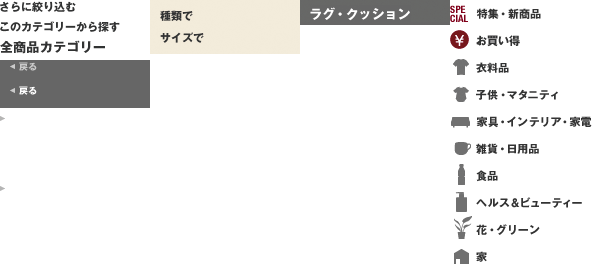 さらに絞り込む
このカテゴリーから探す
全商品カテゴリー
◀ 戻る
◀ 戻る
種類で
サイズで
ラグ・クッション
SPECIAL
特集・新商品
¥ お買い得
衣料品
子供・マタニティ
家具・インテリア・家電
雑貨・日用品
食品
ヘルス＆ビューティー
花・グリーン
家